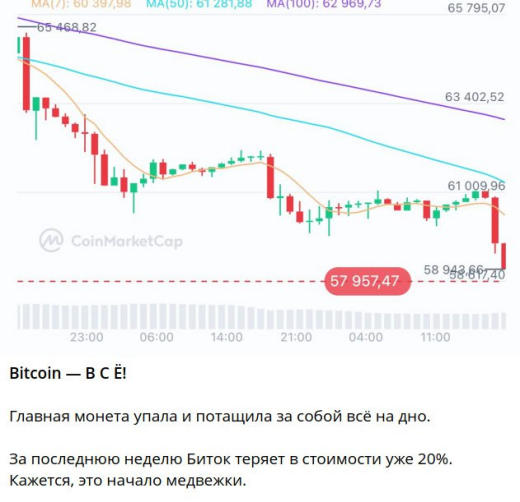 MA(7): 60 397,98 MA(50): 61 281,88 MA(100): 62 969,73
65 795,07
65 468,82
63 402,52
61 009,96
CoinMarketCap
58 943,66
58 617,40
57 957,47
23:00 06:00 14:00 21:00 04:00 11:00
Bitcoin — В С Ё!
Главная монета упала и потащила за собой всё на дно.
За последнюю неделю Биток теряет в стоимости уже 20%.
Кажется, это начало медвежки.